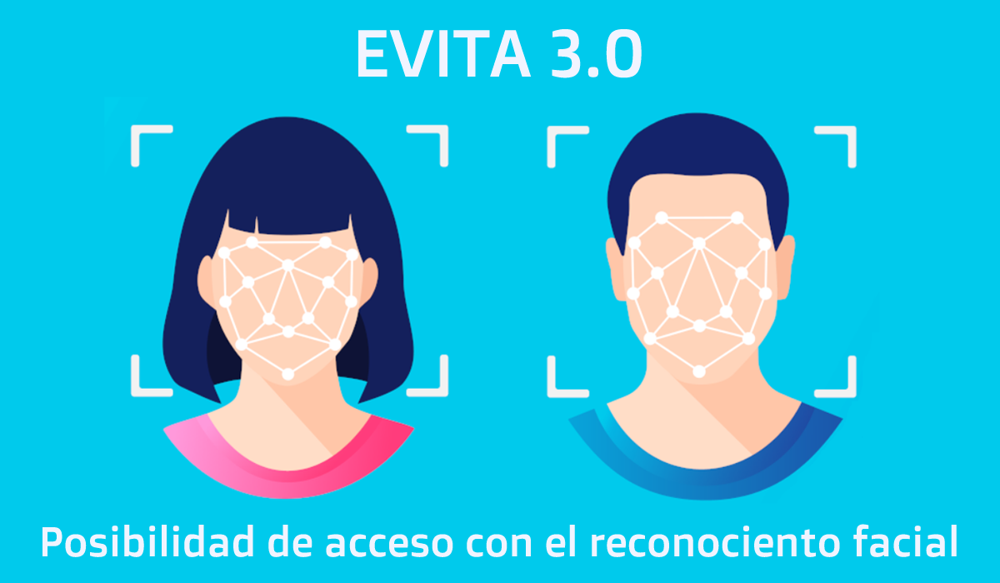 EVITA 3.0
Posibilidad de acceso con el reconociento facial